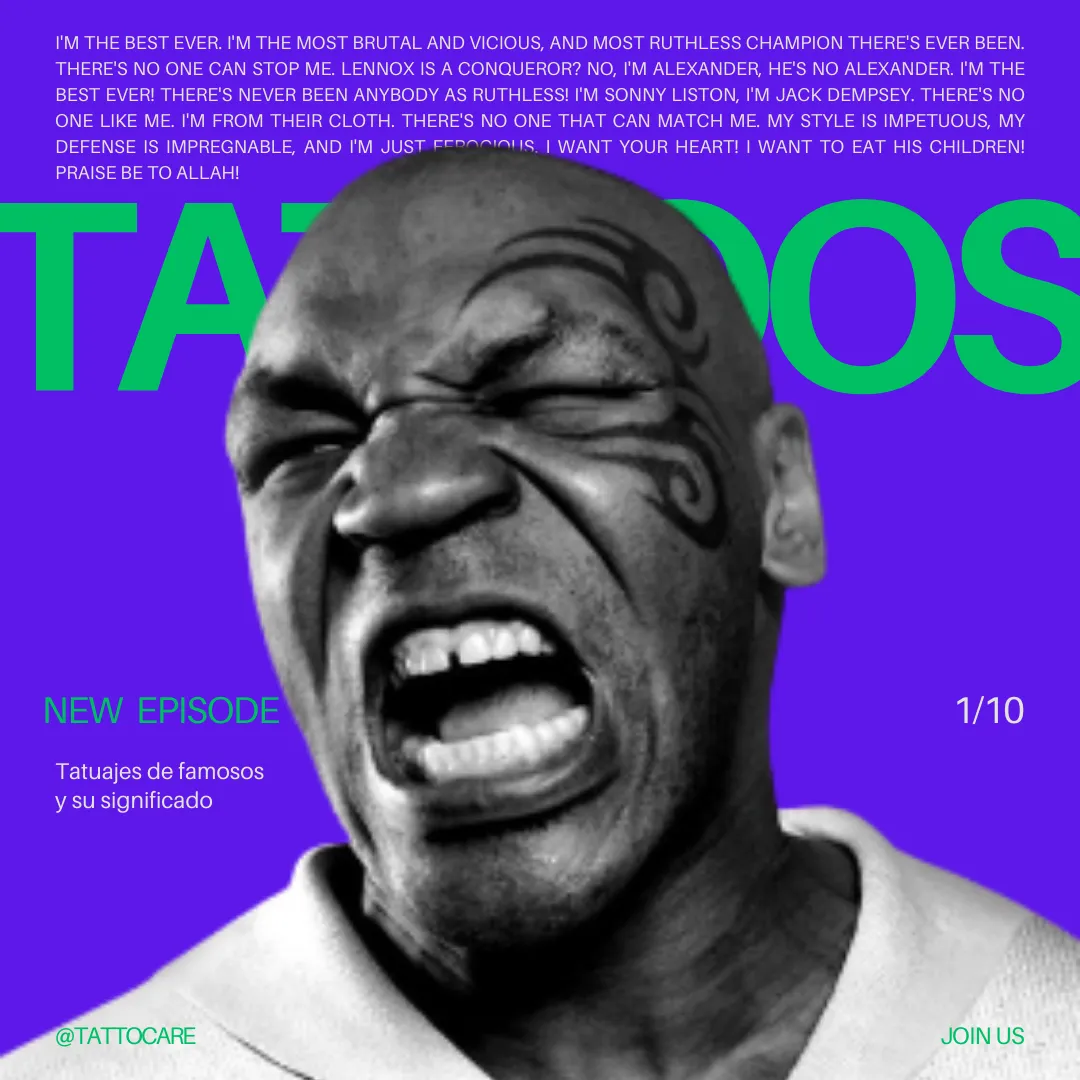 I'M THE BEST EVER. I'M THE MOST BRUTAL AND VICIOUS, AND MOST RUTHLESS CHAMPION THERE'S EVER BEEN.
THERE'S NO ONE CAN STOP ME. LENNOX IS A CONQUEROR? NO, I'M ALEXANDER, HE'S NO ALEXANDER. I'M THE
BEST EVER! THERE'S NEVER BEEN ANYBODY AS RUTHLESS! I'M SONNY LISTON, I'M JACK DEMPSEY. THERE'S NO
ONE LIKE ME. I'M FROM THEIR CLOTH. THERE'S NO ONE THAT CAN MATCH ME. MY STYLE IS IMPETUOUS, MY
DEFENSE IS IMPREGNABLE, AND I'M JUST FEROCIOUS. I WANT YOUR HEART! I WANT TO EAT HIS CHILDREN!
PRAISE BE TO ALLAH!
TATTOOS
NEW EPISODE
1/10
Tatuajes de famosos
y su significado
@TATTOCARE
JOIN US